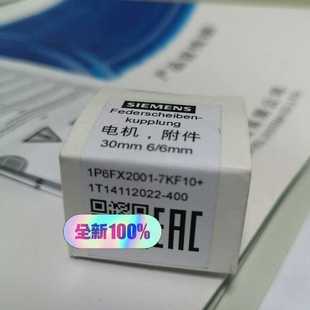 SIEMENS
Federscheiben-
kupplung
电机，附件
30mm 6/6mm
1P6FX2001-7KF10+
1T14112022-400
EAC
全新100%